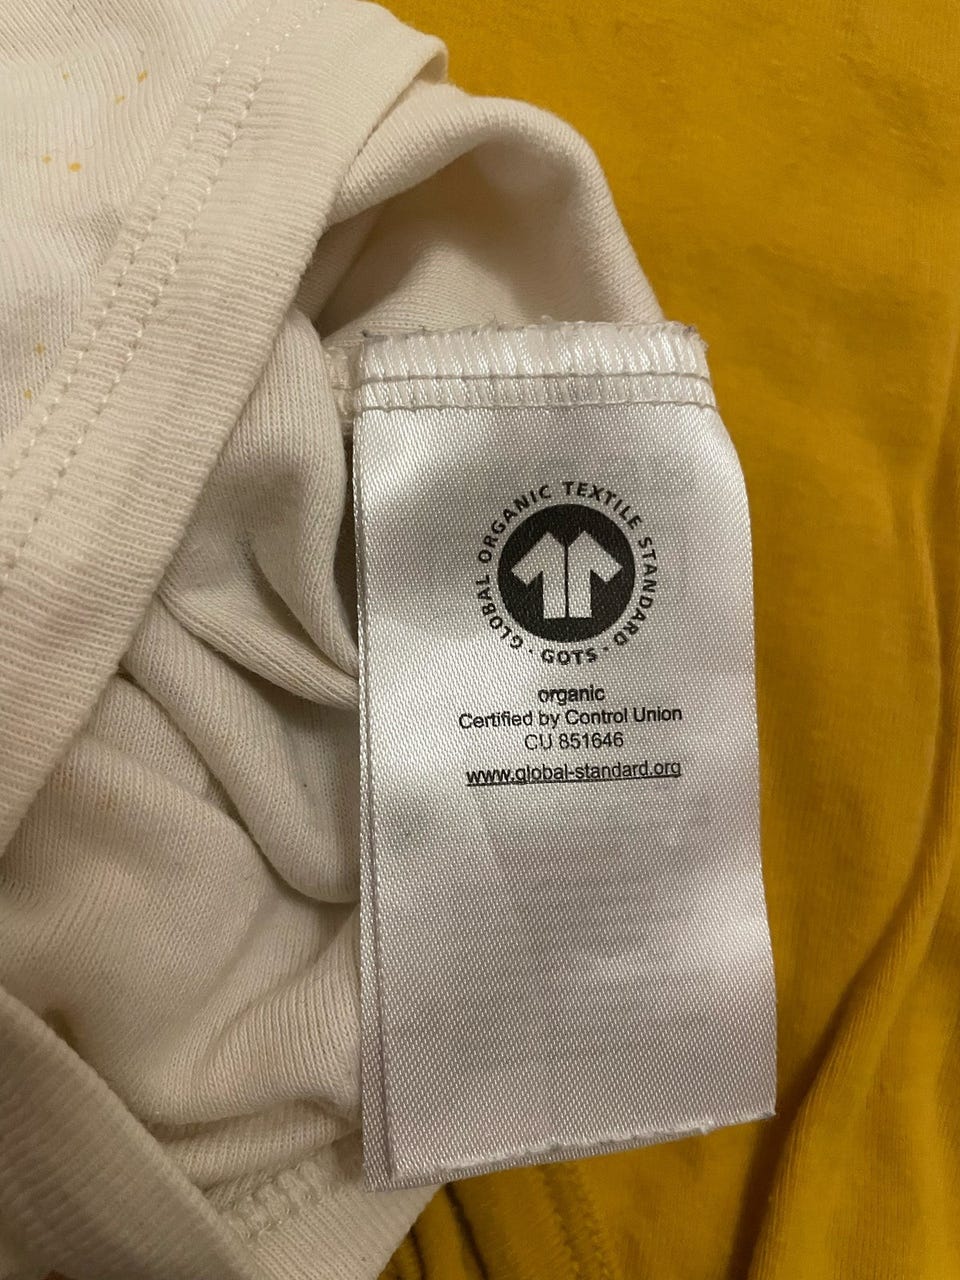 GLOBAL ORGANIC TEXTILE STANDARD · GOTS ·
organic
Certified by Control Union
CU 851646
www.global-standard.org